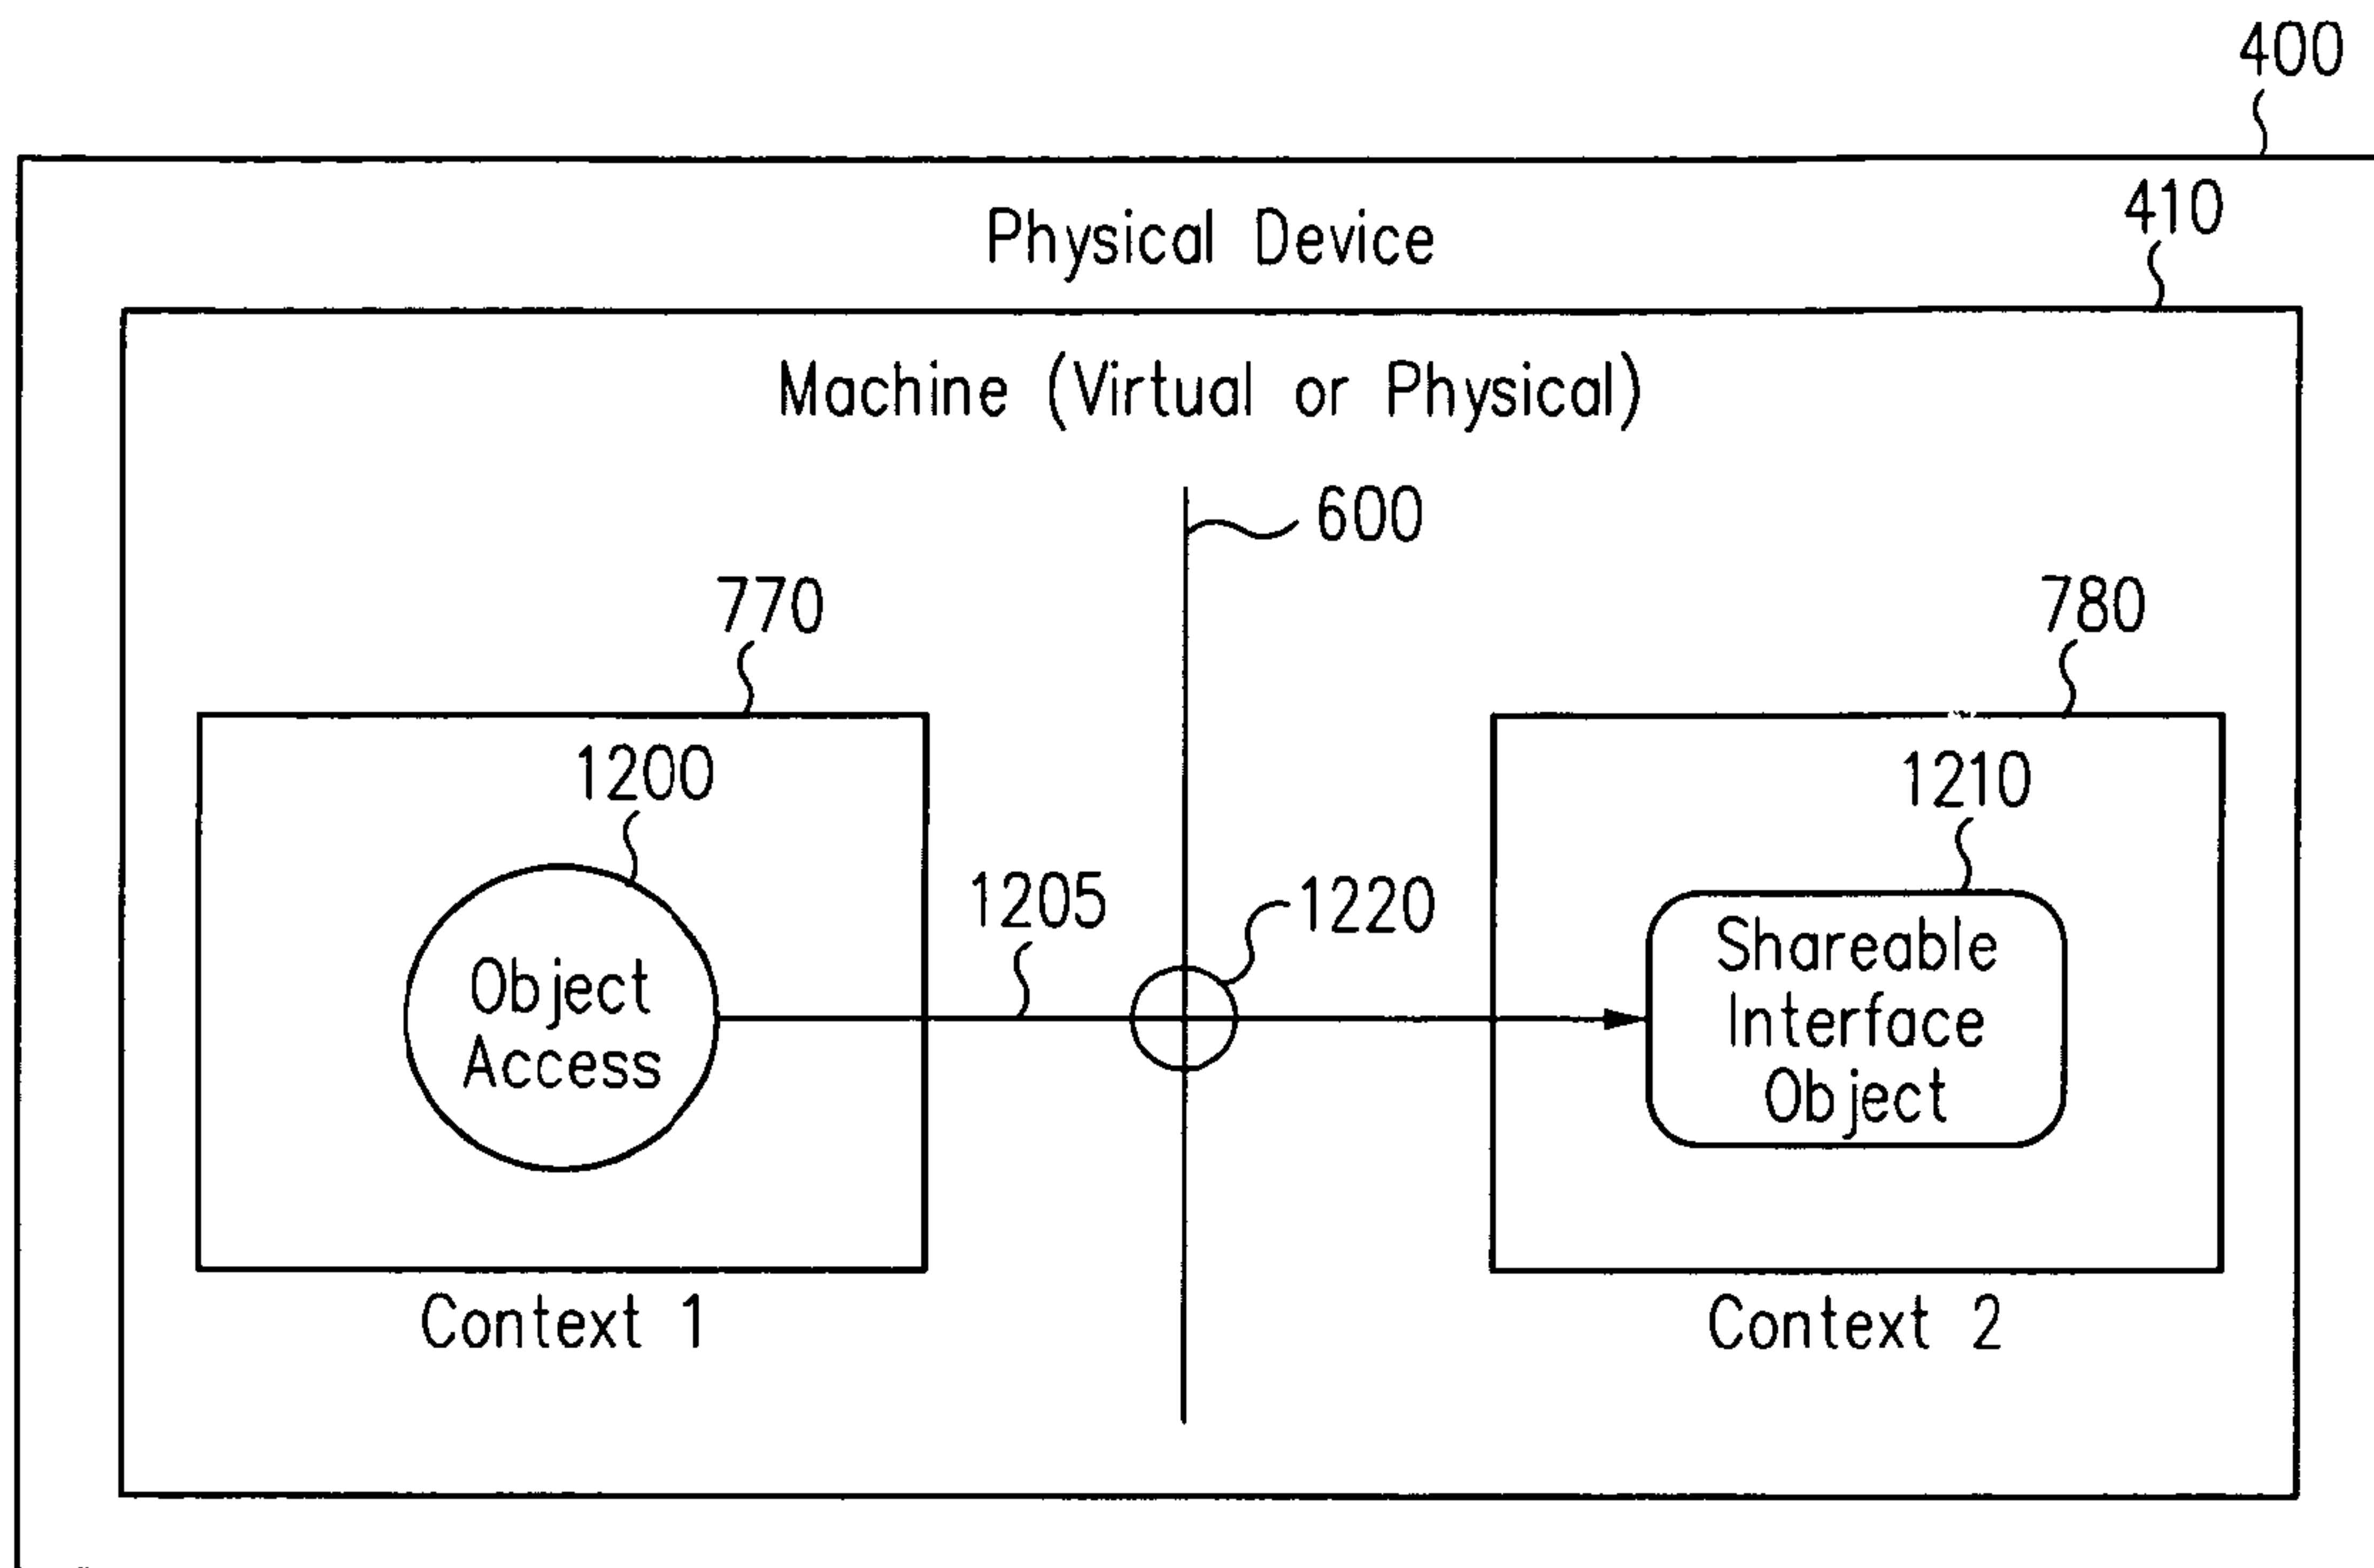 400
Physical Device
410
Machine (Virtual or Physical)
600
770
780
1200
1210
1205
1220
Object
Access
Shareable
Interface
Object
Context 1
Context 2